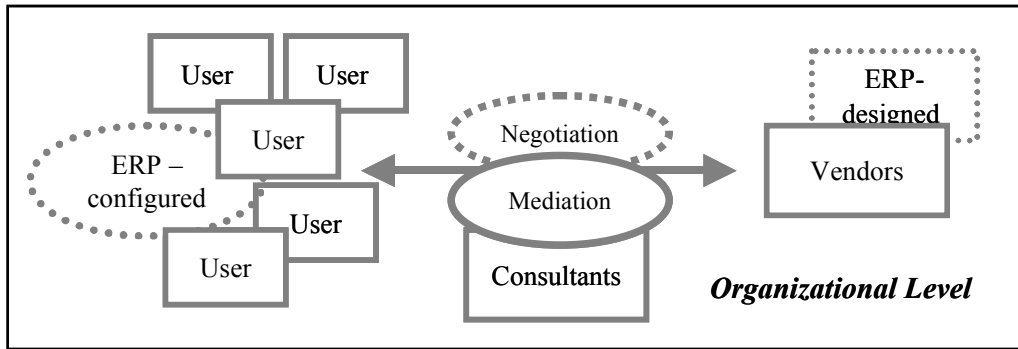 User
User
User
ERP –
configured
User
User
Negotiation
Mediation
Consultants
ERP-
designed
Vendors
Organizational Level